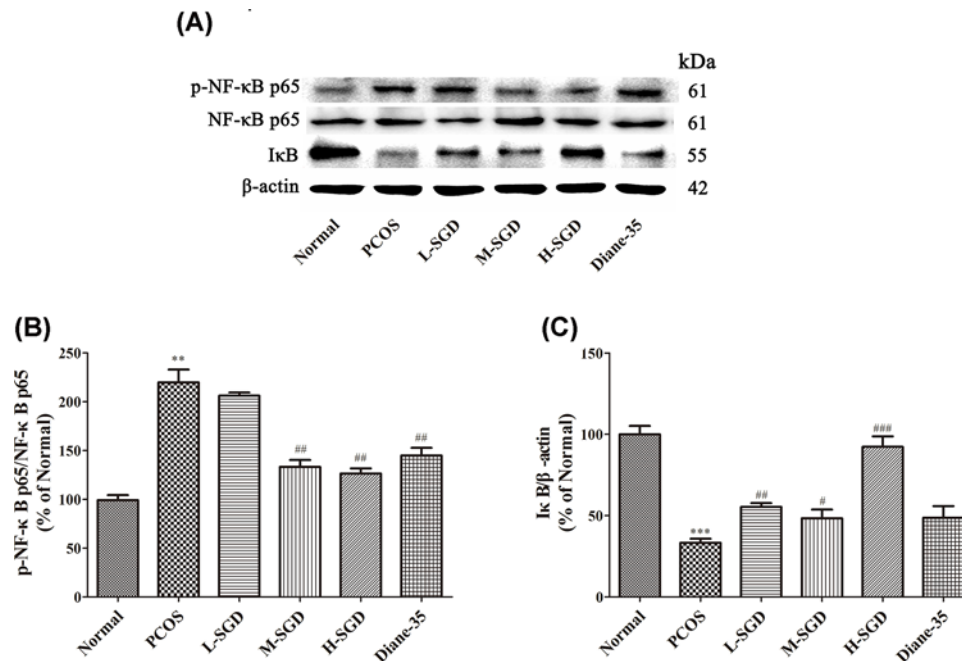 (A)
kDa
p-NF-κB p65 61
NF-κB p65 61
IκB 55
β-actin 42
Normal PCOS L-SGD M-SGD H-SGD Diane-35
(B)
p-NF-κ B p65/NF-κ B p65
(% of Normal)
250
200
150
100
50
0
**
##
##
##
Normal PCOS L-SGD M-SGD H-SGD Diane-35
(C)
Iκ B/β -actin
(% of Normal)
150
100
50
0
***
##
#
###
Normal PCOS L-SGD M-SGD H-SGD Diane-35